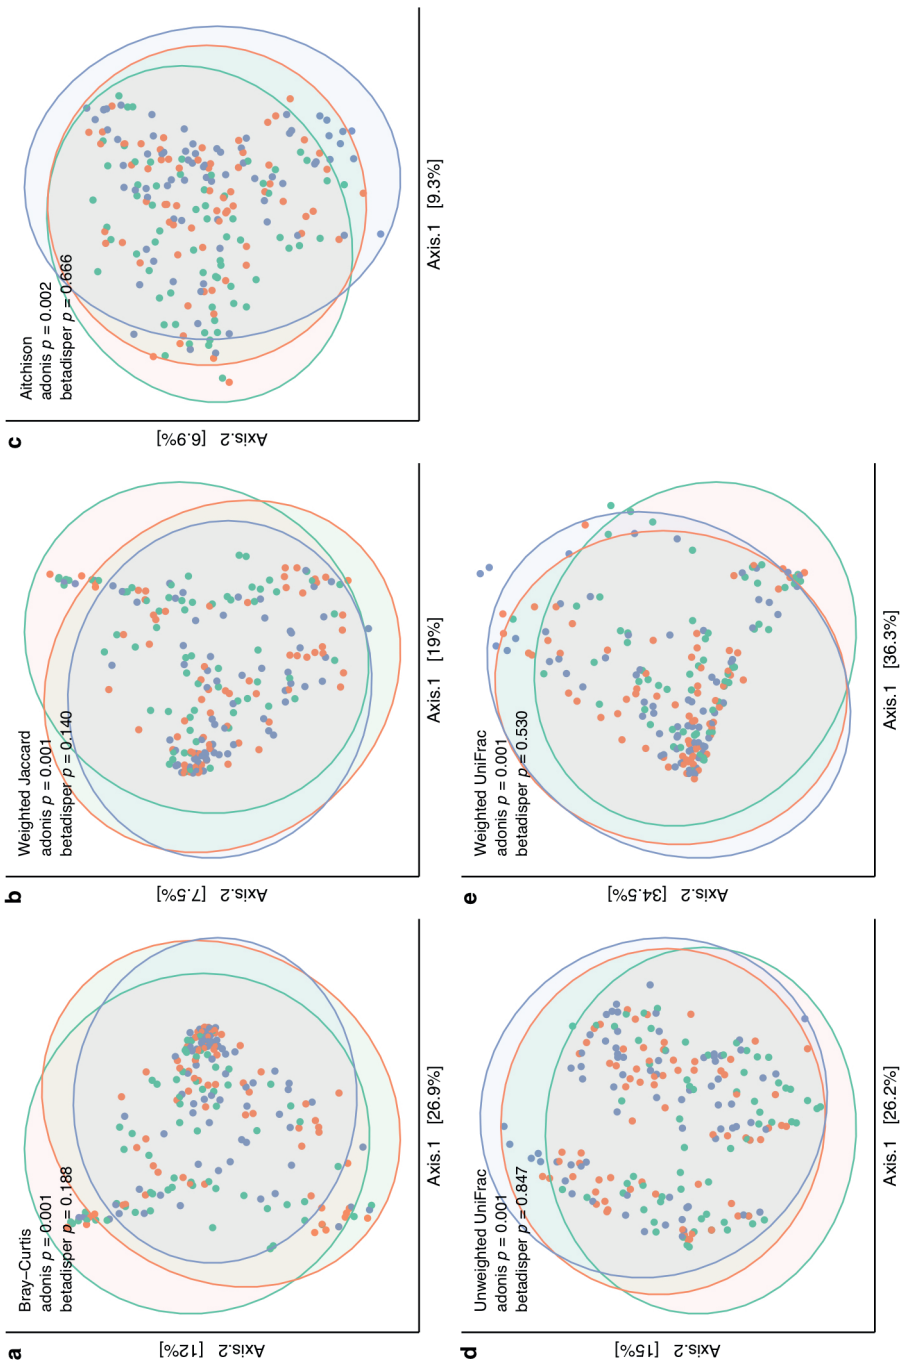 a
Bray–Curtis
adonis p = 0.001
betadisper p = 0.188
Axis.2 [12%]
Axis.1 [26.9%]
b
Weighted Jaccard
adonis p = 0.001
betadisper p = 0.140
Axis.2 [7.5%]
Axis.1 [19%]
c
Aitchison
adonis p = 0.002
betadisper p = 0.666
Axis.2 [6.9%]
Axis.1 [9.3%]
d
Unweighted UniFrac
adonis p = 0.001
betadisper p = 0.847
Axis.2 [15%]
Axis.1 [26.2%]
e
Weighted UniFrac
adonis p = 0.001
betadisper p = 0.530
Axis.2 [34.5%]
Axis.1 [36.3%]